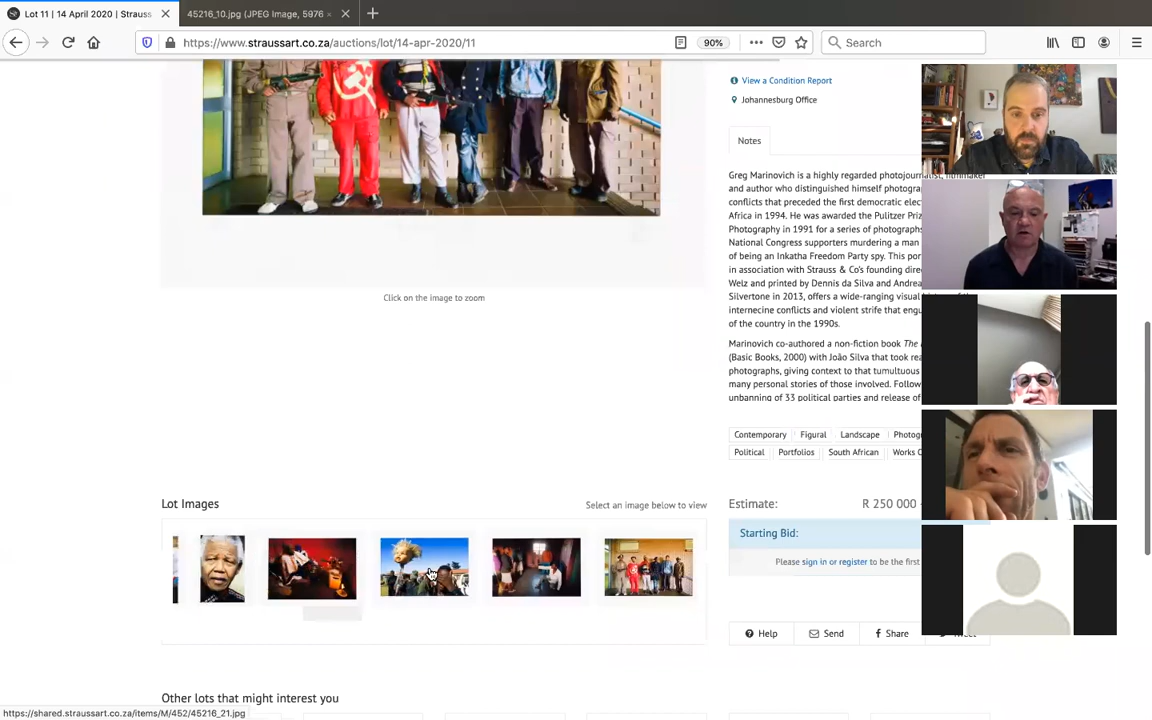 Lot 11 | 14 April 2020 | Strauss
45216_10.jpg (JPEG Image, 5976
https://www.straussart.co.za/auctions/lot/14-apr-2020/11
90%
Search
View a Condition Report
Johannesburg Office
Notes
Greg Marinovich is a highly regarded photojournalist, filmmaker
and author who distinguished himself photogra
conflicts that preceded the first democratic elec
Africa in 1994. He was awarded the Pulitzer Priz
Photography in 1991 for a series of photographs
National Congress supporters murdering a man
of being an Inkatha Freedom Party spy. This por
in association with Strauss & Co's founding direc
Welz and printed by Dennis da Silva and Andrea
Silvertone in 2013, offers a wide-ranging visual
internecine conflicts and violent strife that engu
of the country in the 1990s.
Click on the image to zoom
Marinovich co-authored a non-fiction book The
(Basic Books, 2000) with João Silva that took rea
photographs, giving context to that tumultuous
many personal stories of those involved. Follow
unbanning of 33 political parties and release of
Contemporary Figural Landscape Photog
Political Portfolios South African Works
Lot Images
Select an image below to view
Estimate: R 250 000 -
Starting Bid:
Please sign in or register to be the first
Help Send Share Tweet
Other lots that might interest you
https://shared.straussart.co.za/items/M/452/45216_21.jpg